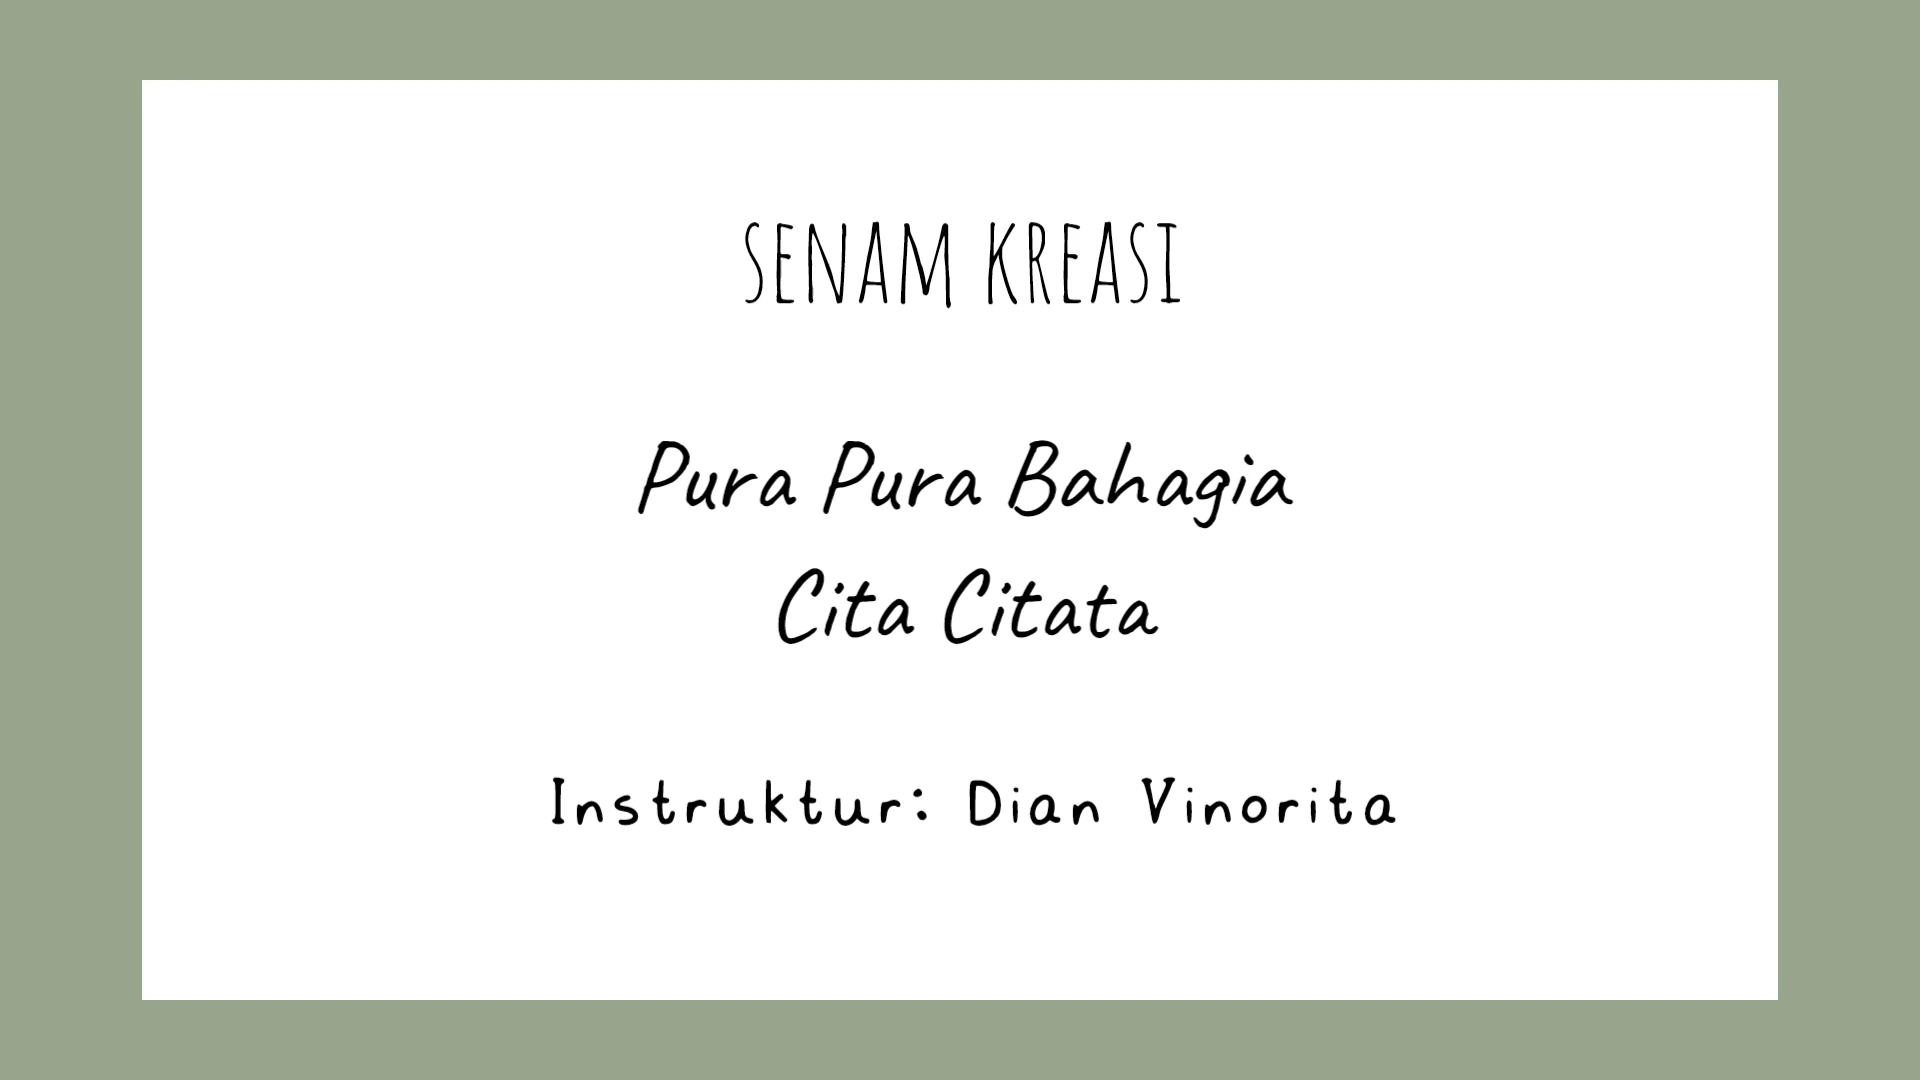 SENAM KREASI
Pura Pura Bahagia
Cita Citata
Instruktur: Dian Vinorita